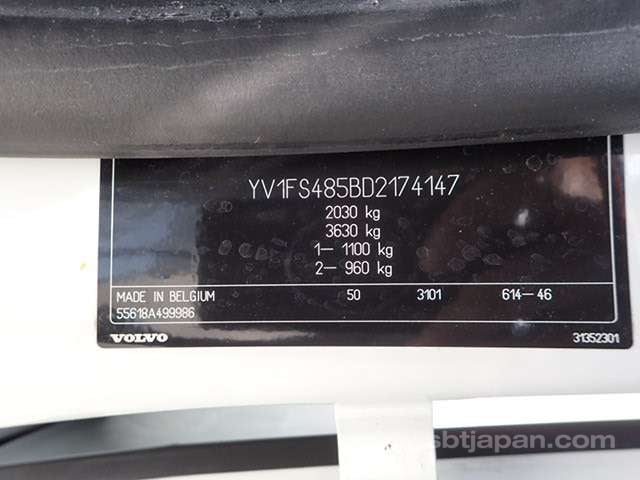 YV1FS485BD2174147
2030 kg
3630 kg
1– 1100 kg
2– 960 kg
MADE IN BELGIUM 50 3101 614–46
55618A499986
VOLVO 31352301
sbtjapan.com